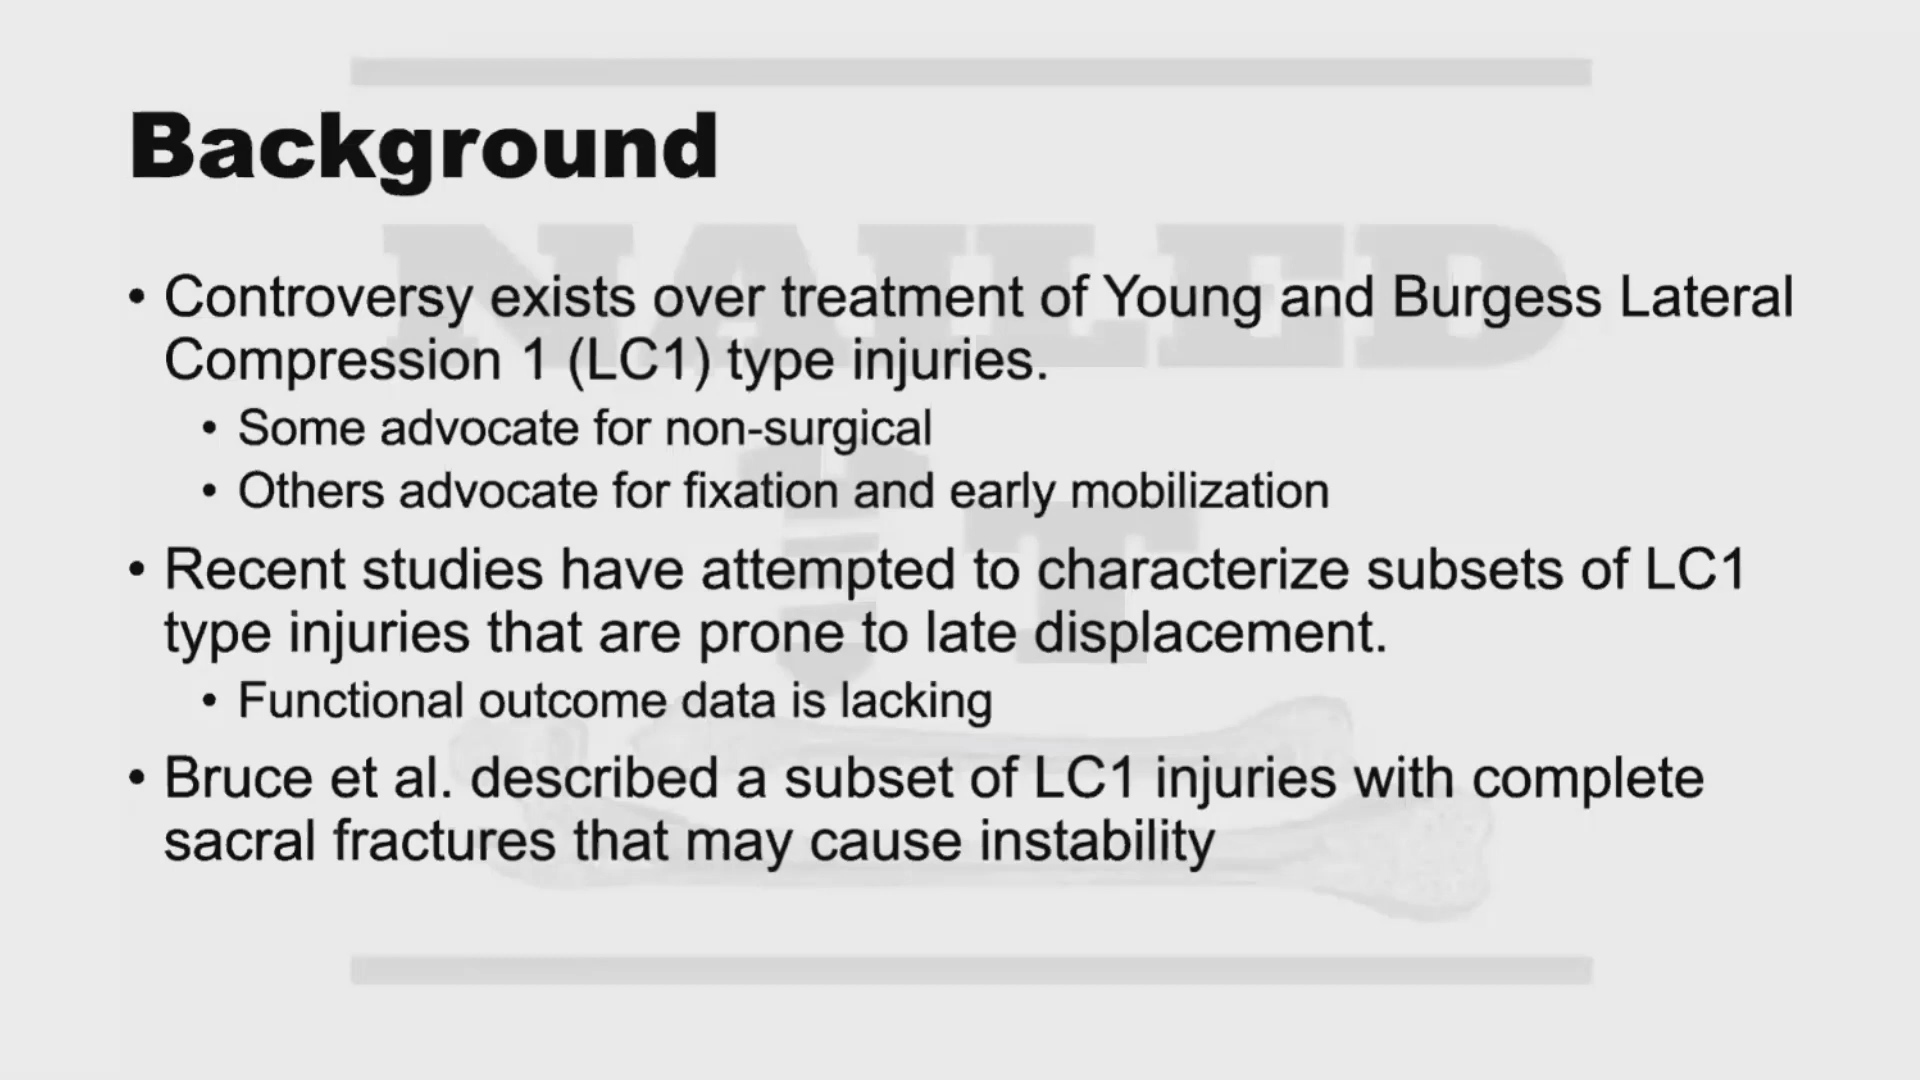 Background
NAILED
IT
• Controversy exists over treatment of Young and Burgess Lateral
Compression 1 (LC1) type injuries.
• Some advocate for non-surgical
• Others advocate for fixation and early mobilization
• Recent studies have attempted to characterize subsets of LC1
type injuries that are prone to late displacement.
• Functional outcome data is lacking
• Bruce et al. described a subset of LC1 injuries with complete
sacral fractures that may cause instability